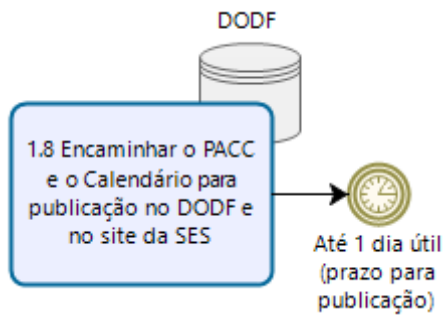 DODF
1.8 Encaminhar o PACC
e o Calendário para
publicação no DODF e
no site da SES
Até 1 dia útil
(prazo para
publicação)